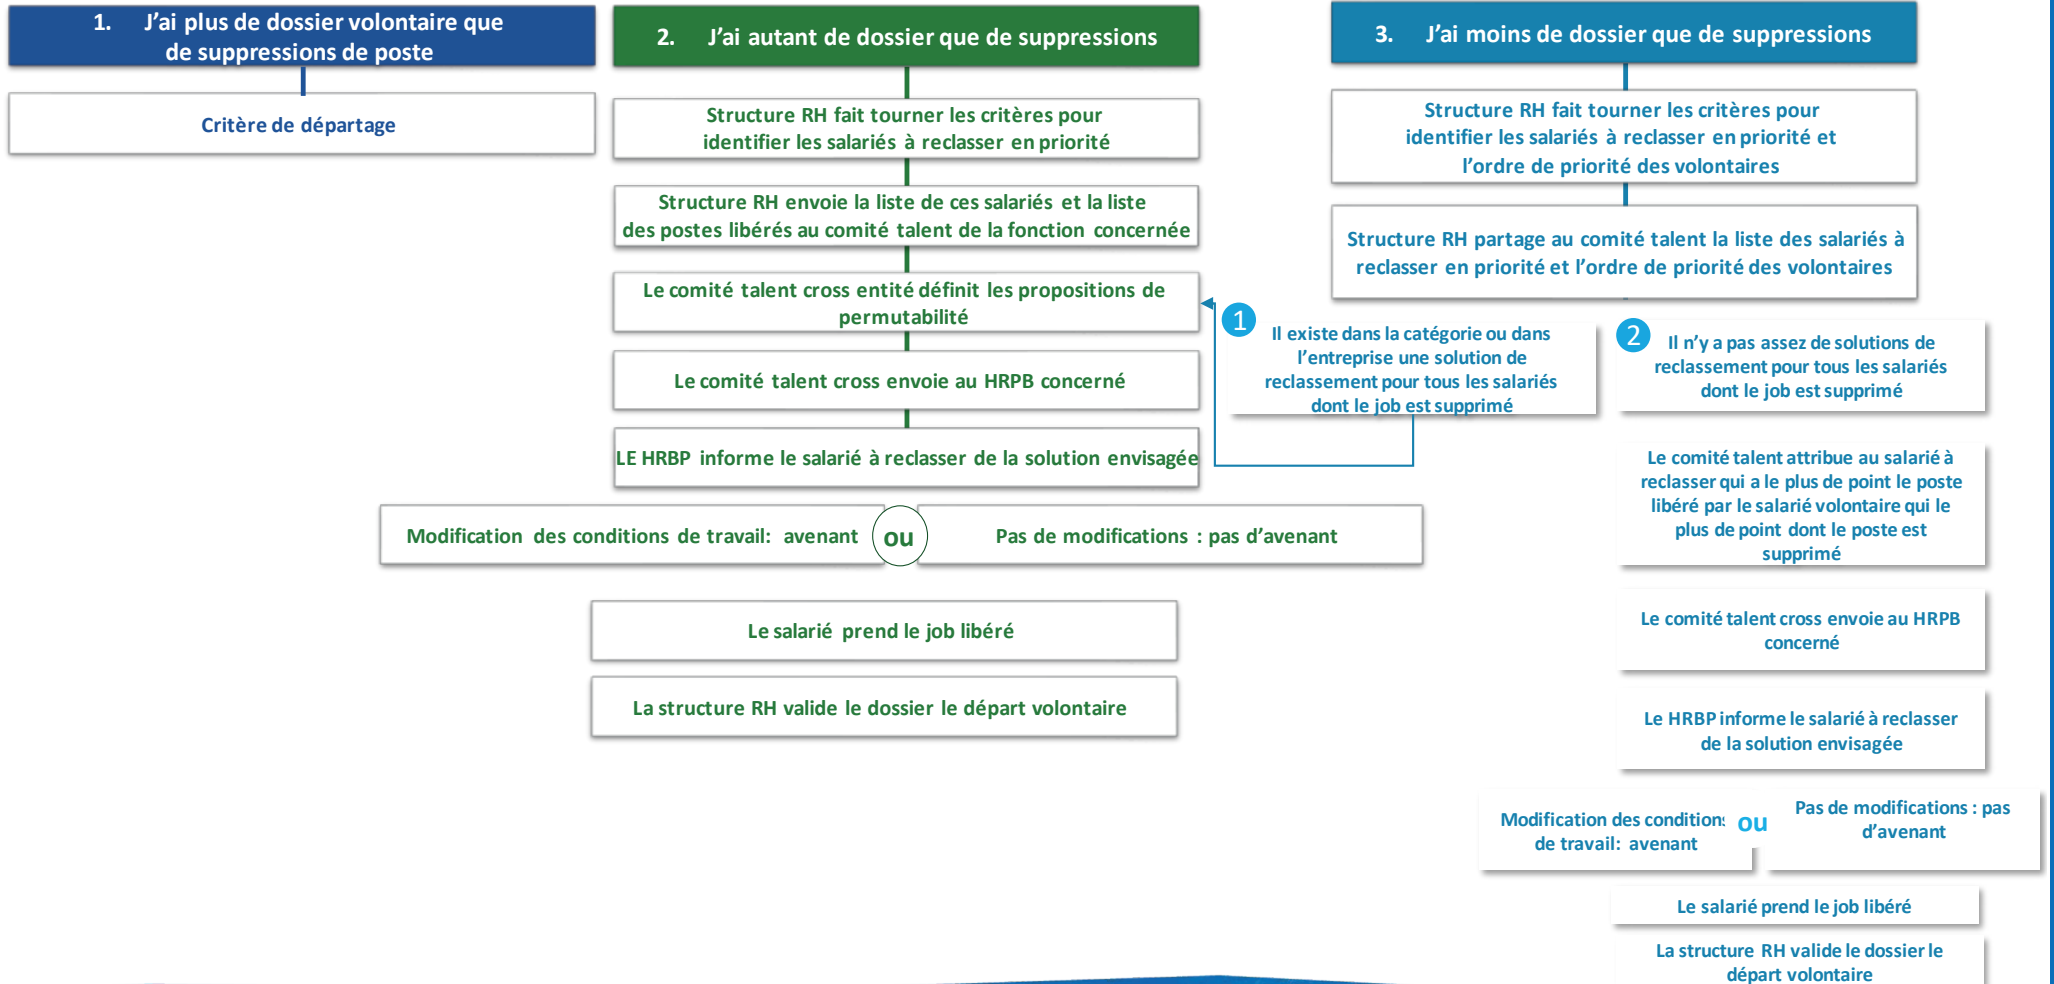 1. J'ai plus de dossier volontaire que
de suppressions de poste
Critère de départage
2. J'ai autant de dossier que de suppressions
Structure RH fait tourner les critères pour
identifier les salariés à reclasser en priorité
Structure RH envoie la liste de ces salariés et la liste
des postes libérés au comité talent de la fonction concernée
Le comité talent cross entité définit les propositions de
permutabilité
Le comité talent cross envoie au HRPB concerné
LE HRBP informe le salarié à reclasser de la solution envisagée
Modification des conditions de travail: avenant
ou
Pas de modifications : pas d'avenant
Le salarié prend le job libéré
La structure RH valide le dossier le départ volontaire
3. J'ai moins de dossier que de suppressions
Structure RH fait tourner les critères pour
identifier les salariés à reclasser en priorité et
l'ordre de priorité des volontaires
Structure RH partage au comité talent la liste des salariés à
reclasser en priorité et l'ordre de priorité des volontaires
1
Il existe dans la catégorie ou dans
l'entreprise une solution de
reclassement pour tous les salariés
dont le job est supprimé
2
Il n'y a pas assez de solutions de
reclassement pour tous les salariés
dont le job est supprimé
Le comité talent attribue au salarié à
reclasser qui a le plus de point le poste
libéré par le salarié volontaire qui le
plus de point dont le poste est
supprimé
Le comité talent cross envoie au HRPB
concerné
Le HRBP informe le salarié à reclasser
de la solution envisagée
Modification des conditions
de travail: avenant
ou
Pas de modifications : pas
d'avenant
Le salarié prend le job libéré
La structure RH valide le dossier le
départ volontaire